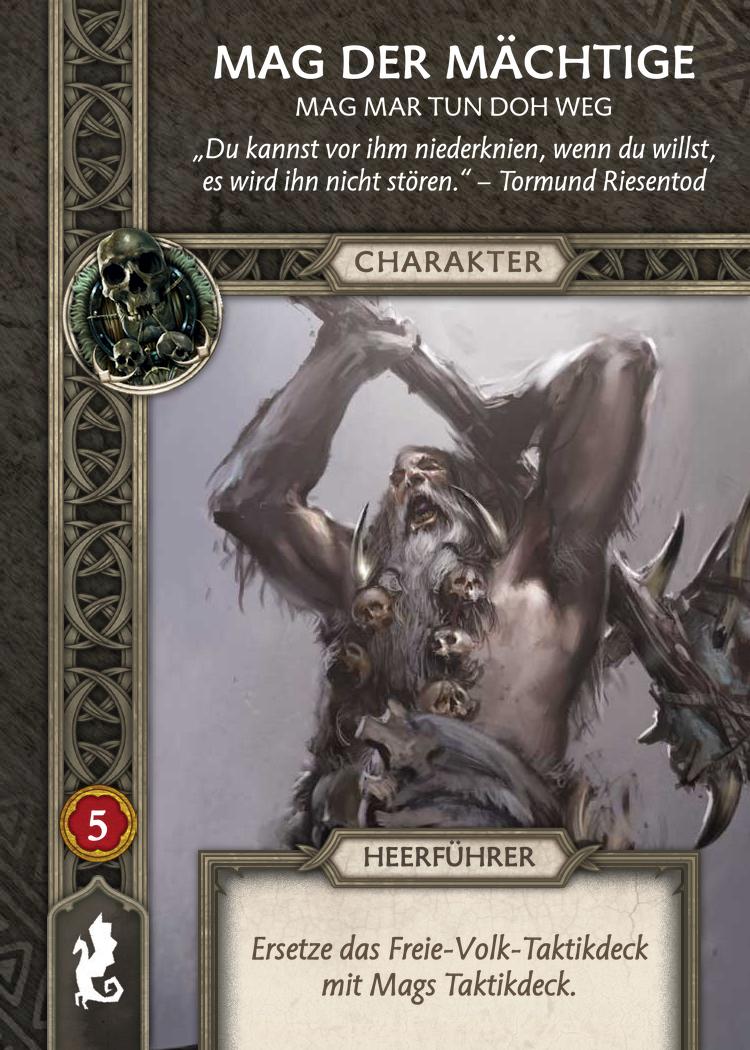 MAG DER MÄCHTIGE
MAG MAR TUN DOH WEG
„Du kannst vor ihm niederknien, wenn du willst,
es wird ihn nicht stören.“ – Tormund Riesentod
CHARAKTER
5
HEERFÜHRER
Ersetze das Freie-Volk-Taktikdeck
mit Mags Taktikdeck.